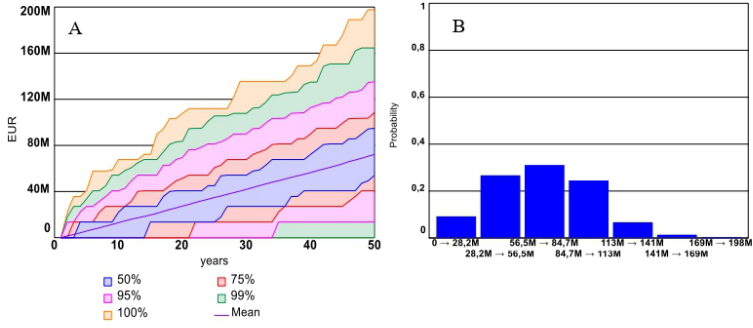 A
200M
160M
120M
80M
40M
0
EUR
0
10
20
30
40
50
years
50%
75%
95%
99%
100%
Mean
B
1
0,8
0,6
0,4
0,2
0
Probability
0 → 28,2M
56,5M → 84,7M
113M → 141M
169M → 198M
28,2M → 56,5M
84,7M → 113M
141M → 169M